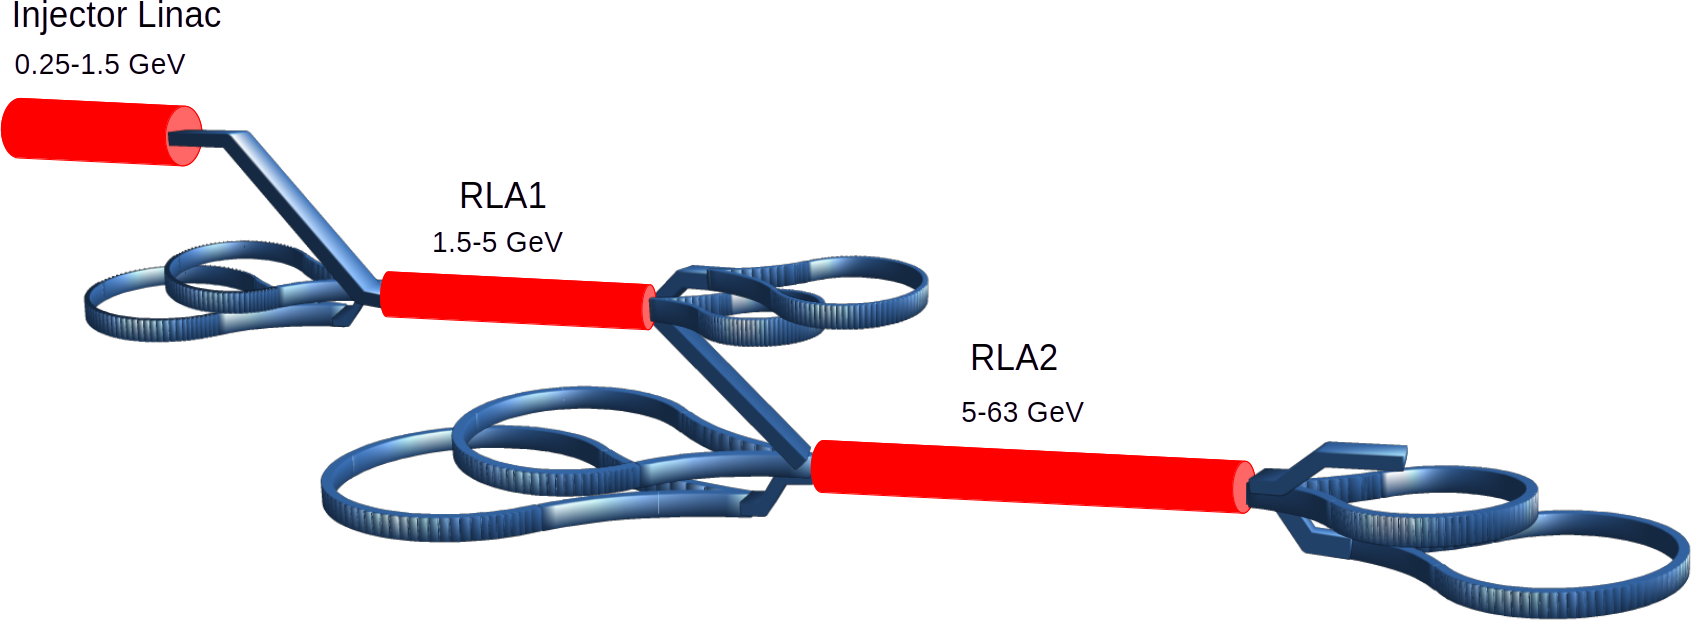 Injector Linac
0.25-1.5 GeV
RLA1
1.5-5 GeV
RLA2
5-63 GeV